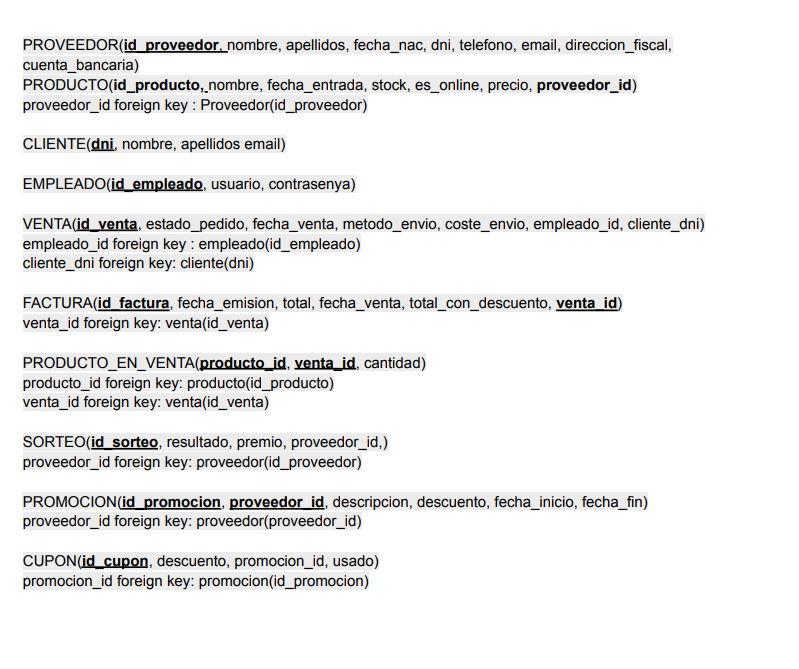 PROVEEDOR(id_proveedor, nombre, apellidos, fecha_nac, dni, telefono, email, direccion_fiscal,
cuenta_bancaria)
PRODUCTO(id_producto, nombre, fecha_entrada, stock, es_online, precio, proveedor_id)
proveedor_id foreign key : Proveedor(id_proveedor)
CLIENTE(dni, nombre, apellidos email)
EMPLEADO(id_empleado, usuario, contrasenya)
VENTA(id_venta, estado_pedido, fecha_venta, metodo_envio, coste_envio, empleado_id, cliente_dni)
empleado_id foreign key : empleado(id_empleado)
cliente_dni foreign key: cliente(dni)
FACTURA(id_factura, fecha_emision, total, fecha_venta, total_con_descuento, venta_id)
venta_id foreign key: venta(id_venta)
PRODUCTO_EN_VENTA(producto_id, venta_id, cantidad)
producto_id foreign key: producto(id_producto)
venta_id foreign key: venta(id_venta)
SORTEO(id_sorteo, resultado, premio, proveedor_id,)
proveedor_id foreign key: proveedor(id_proveedor)
PROMOCION(id_promocion, proveedor_id, descripcion, descuento, fecha_inicio, fecha_fin)
proveedor_id foreign key: proveedor(proveedor_id)
CUPON(id_cupon, descuento, promocion_id, usado)
promocion_id foreign key: promocion(id_promocion)